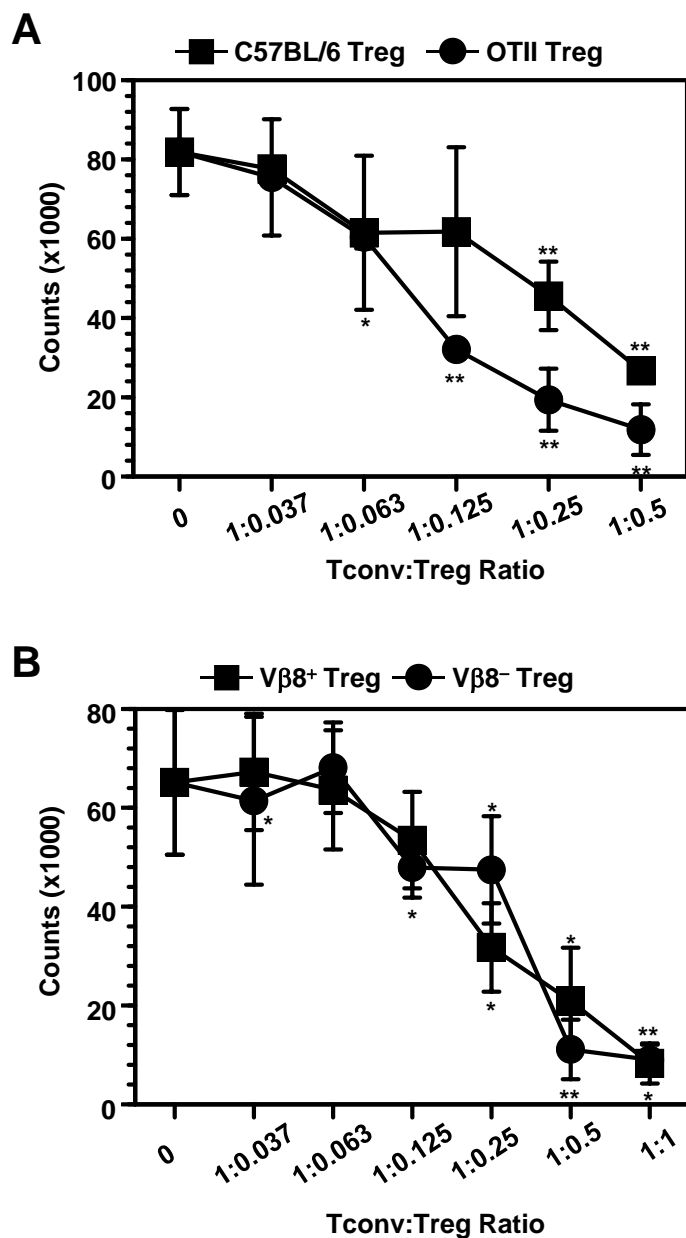 A
C57BL/6 Treg OTII Treg
100
80
60
40
20
0
Counts (x1000)
*
**
**
**
**
**
0 1:0.037 1:0.063 1:0.125 1:0.25 1:0.5
Tconv:Treg Ratio
B
Vβ8⁺ Treg Vβ8⁻ Treg
80
60
40
20
0
Counts (x1000)
*
*
*
*
*
**
**
*
0 1:0.037 1:0.063 1:0.125 1:0.25 1:0.5 1:1
Tconv:Treg Ratio